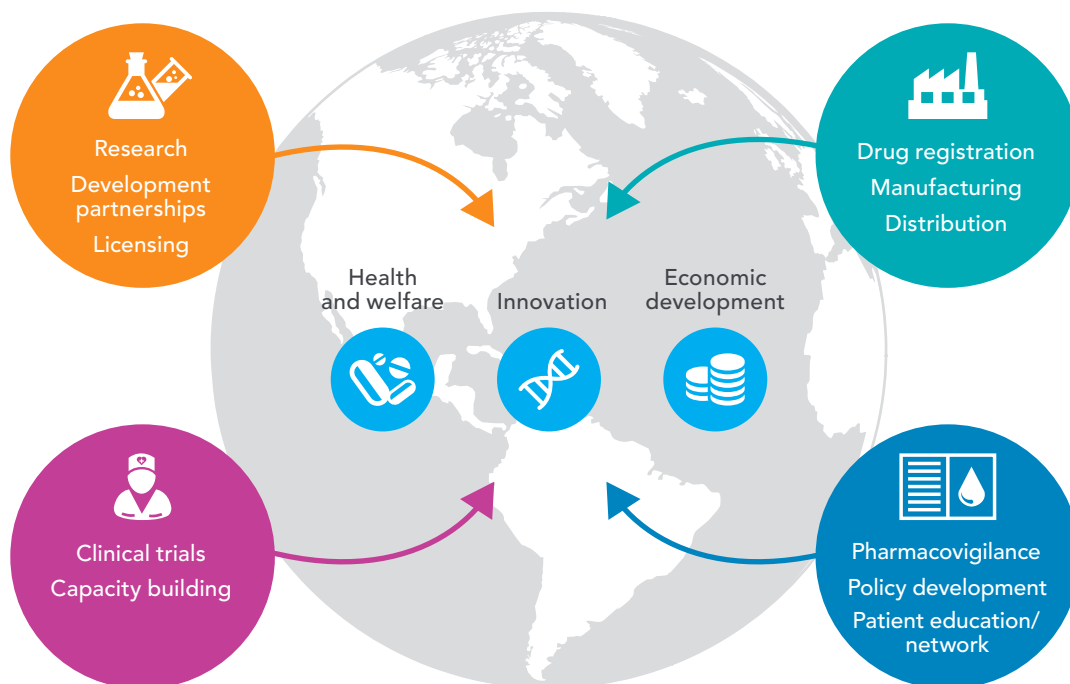 Research
Development
partnerships
Licensing
Drug registration
Manufacturing
Distribution
Health
and welfare
Innovation
Economic
development
Clinical trials
Capacity building
Pharmacovigilance
Policy development
Patient education/
network